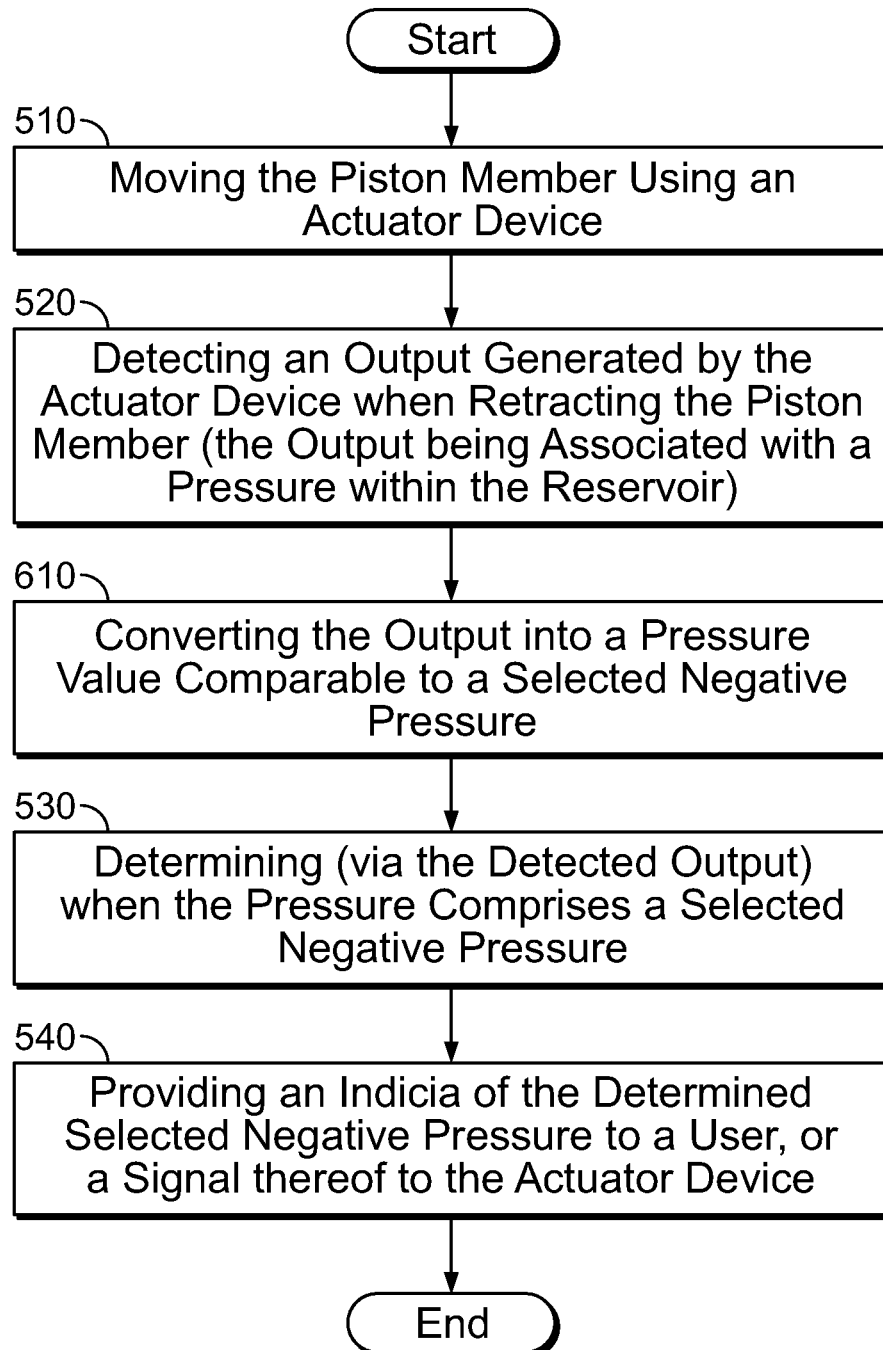 Start
510
Moving the Piston Member Using an
Actuator Device
520
Detecting an Output Generated by the
Actuator Device when Retracting the Piston
Member (the Output being Associated with a
Pressure within the Reservoir)
610
Converting the Output into a Pressure
Value Comparable to a Selected Negative
Pressure
530
Determining (via the Detected Output)
when the Pressure Comprises a Selected
Negative Pressure
540
Providing an Indicia of the Determined
Selected Negative Pressure to a User, or
a Signal thereof to the Actuator Device
End